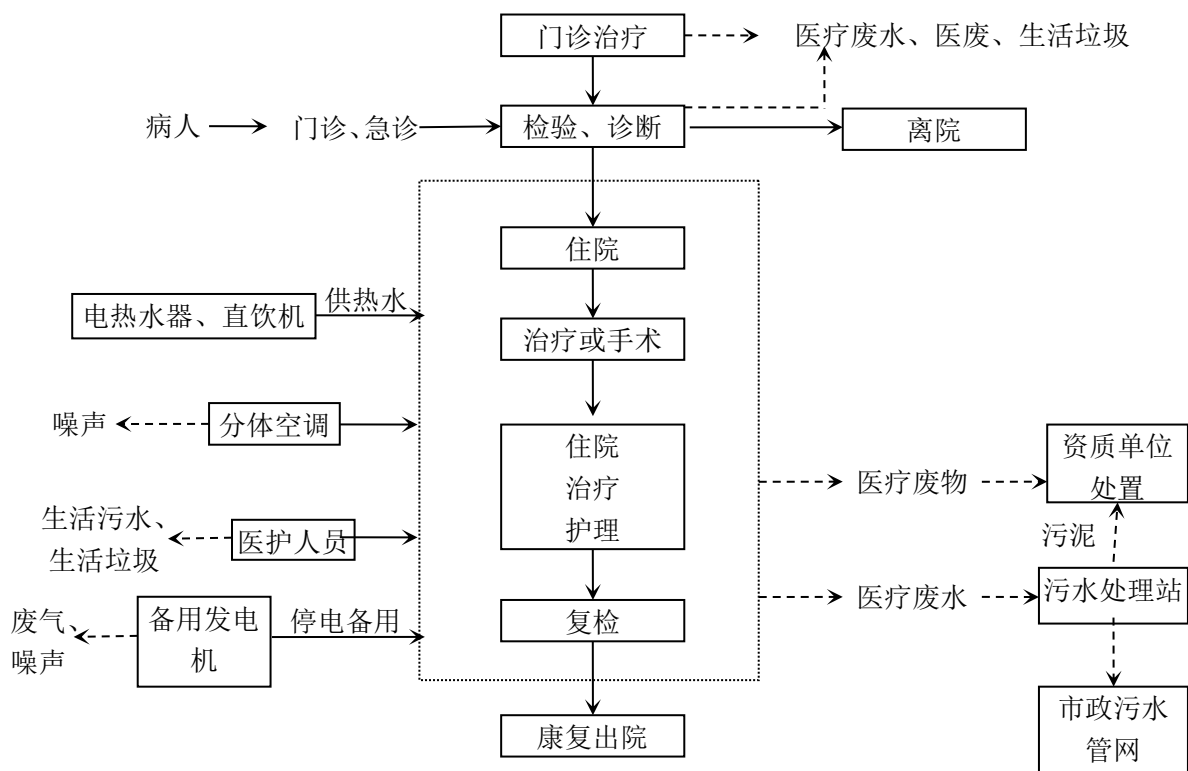 门诊治疗
医疗废水、医废、生活垃圾
病人
门诊、急诊
检验、诊断
离院
住院
电热水器、直饮机
供热水
治疗或手术
噪声
分体空调
住院
治疗
护理
医疗废物
资质单位
处置
生活污水、
生活垃圾
医护人员
污泥
医疗废水
污水处理站
废气、
噪声
备用发电
机
停电备用
复检
康复出院
市政污水
管网